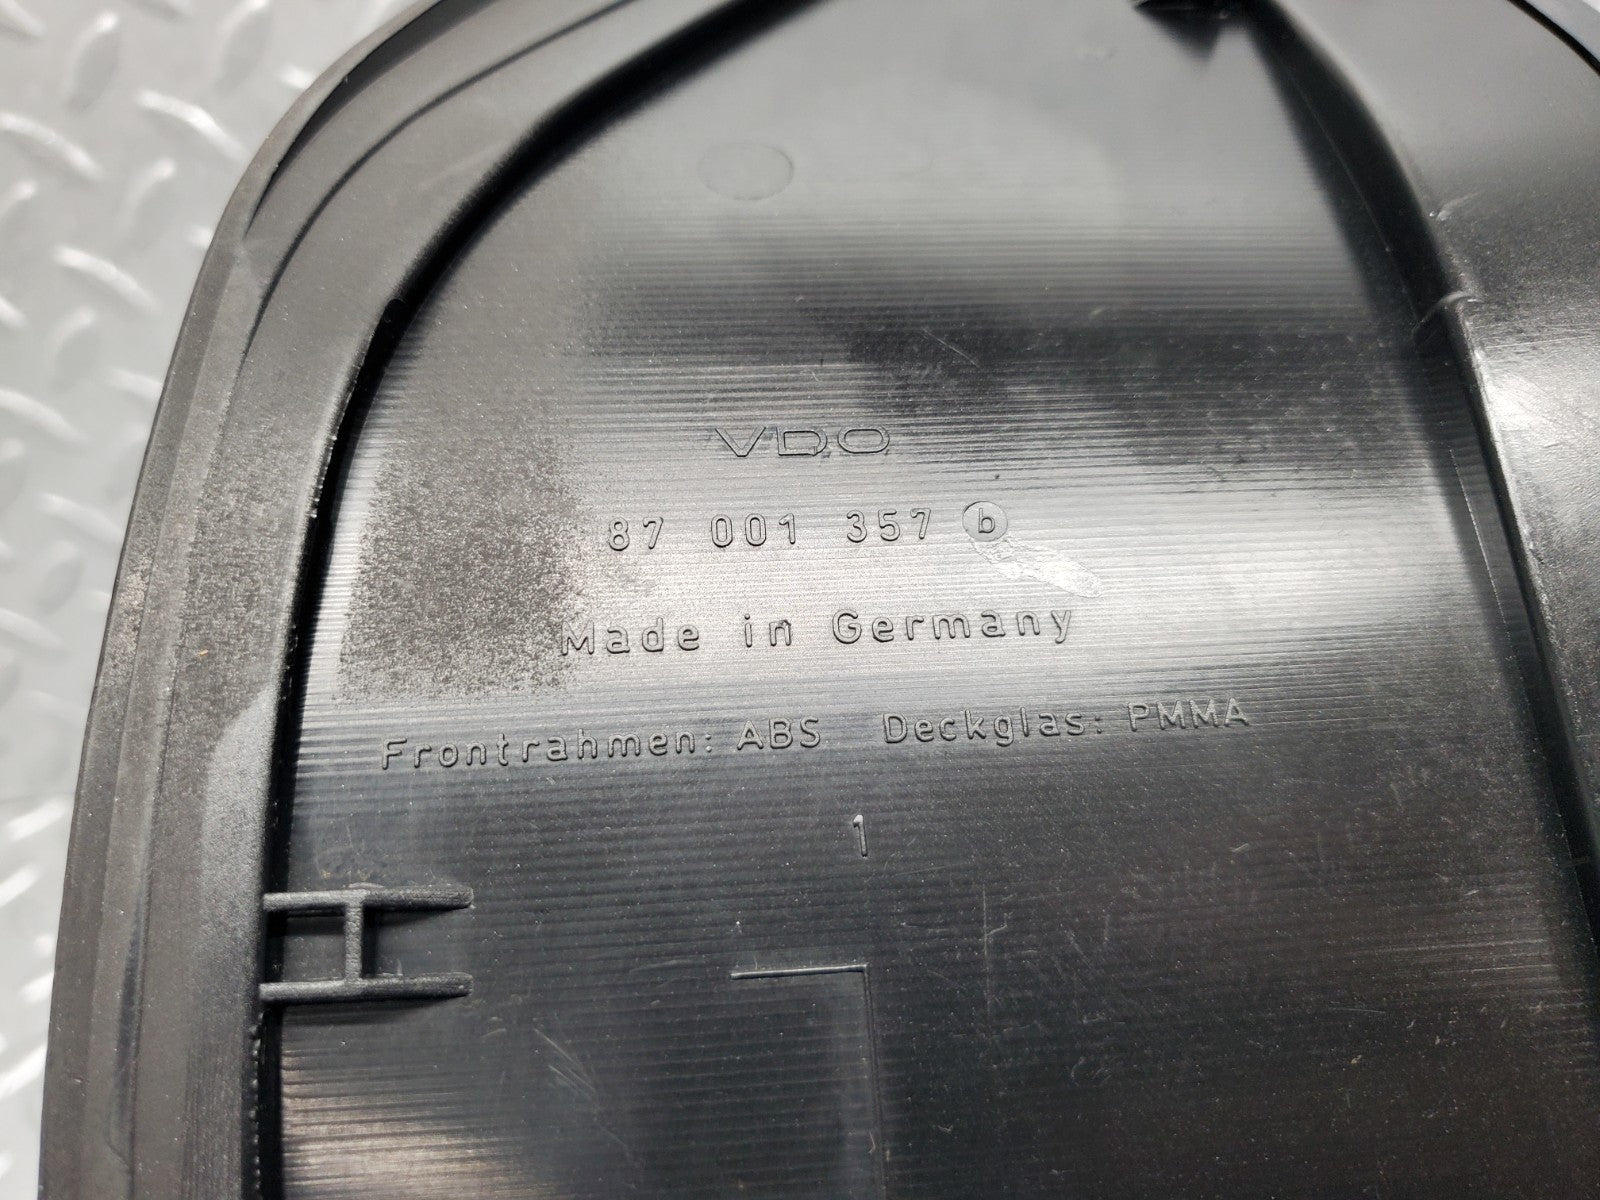 VDO
87 001 357 b
Made in Germany
Frontrahmen: ABS Deckglas: PMMA
1